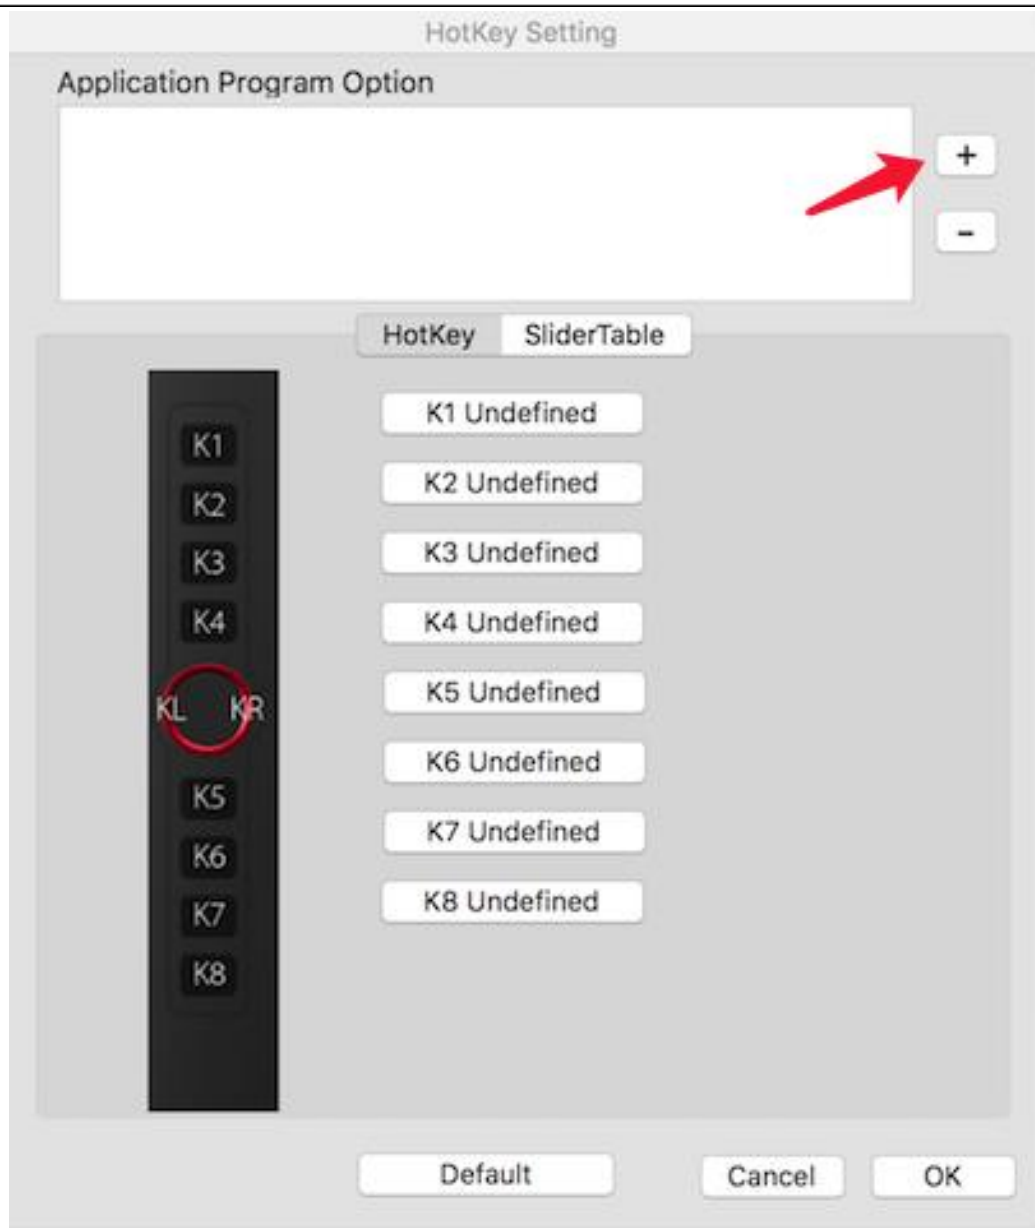 HotKey Setting
Application Program Option
+
-
HotKey SliderTable
K1 Undefined
K1
K2 Undefined
K2
K3 Undefined
K3
K4 Undefined
K4
K5 Undefined
KL KR
K6 Undefined
K5
K7 Undefined
K6
K8 Undefined
K7
K8
Default Cancel OK